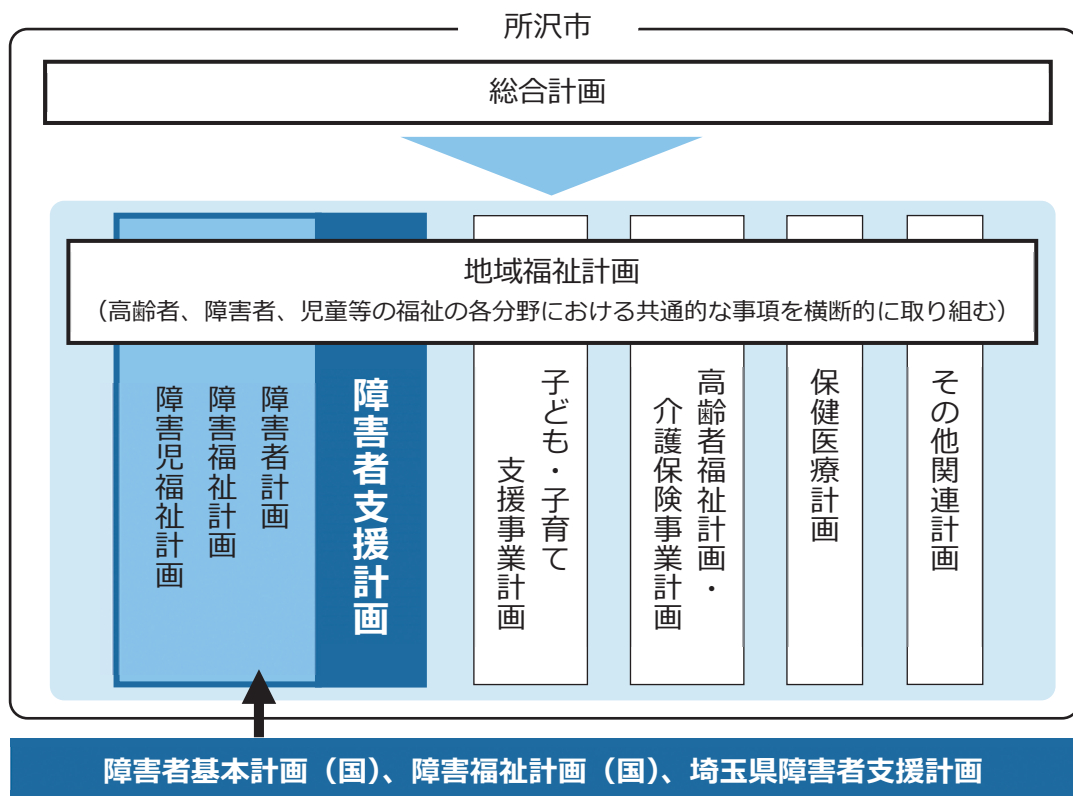 所沢市
総合計画
地域福祉計画
（高齢者、障害者、児童等の福祉の各分野における共通的な事項を横断的に取り組む）
障害者支援計画
障害者計画
障害福祉計画
障害児福祉計画
子ども・子育て
支援事業計画
高齢者福祉計画・
介護保険事業計画
保健医療計画
その他関連計画
障害者基本計画（国）、障害福祉計画（国）、埼玉県障害者支援計画